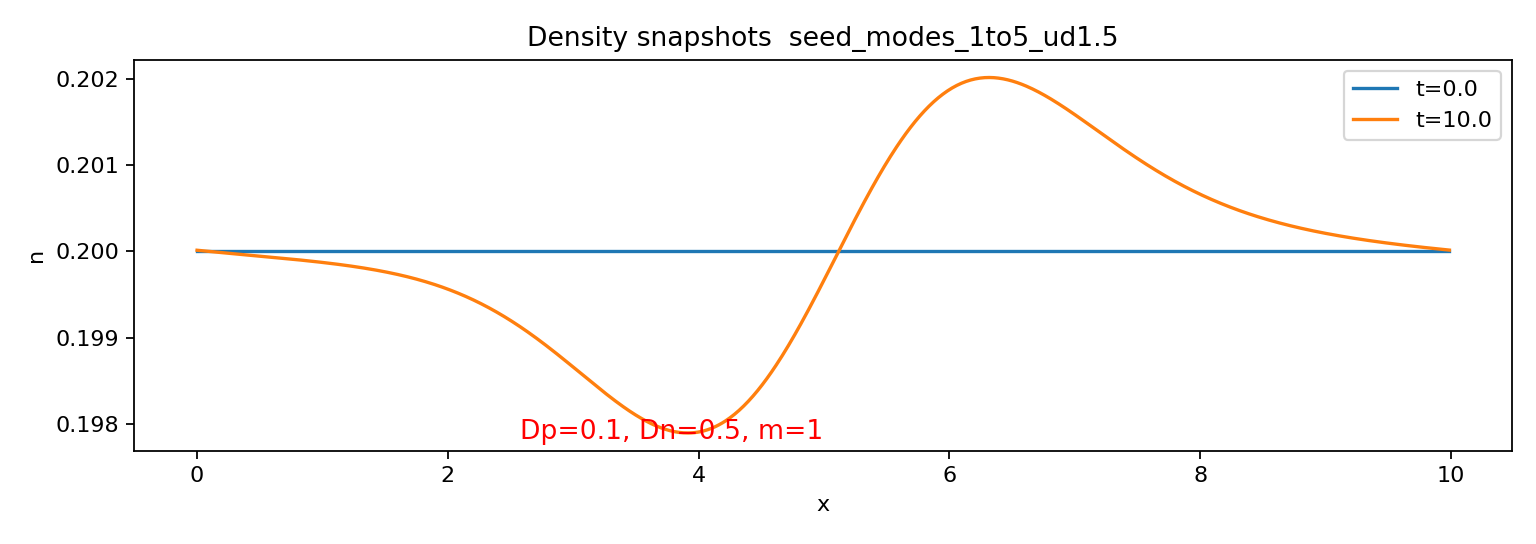 Density snapshots  seed_modes_1to5_ud1.5
0.202
0.201
0.200
0.199
0.198
n
t=0.0
t=10.0
Dp=0.1, Dn=0.5, m=1
0 2 4 6 8 10
x